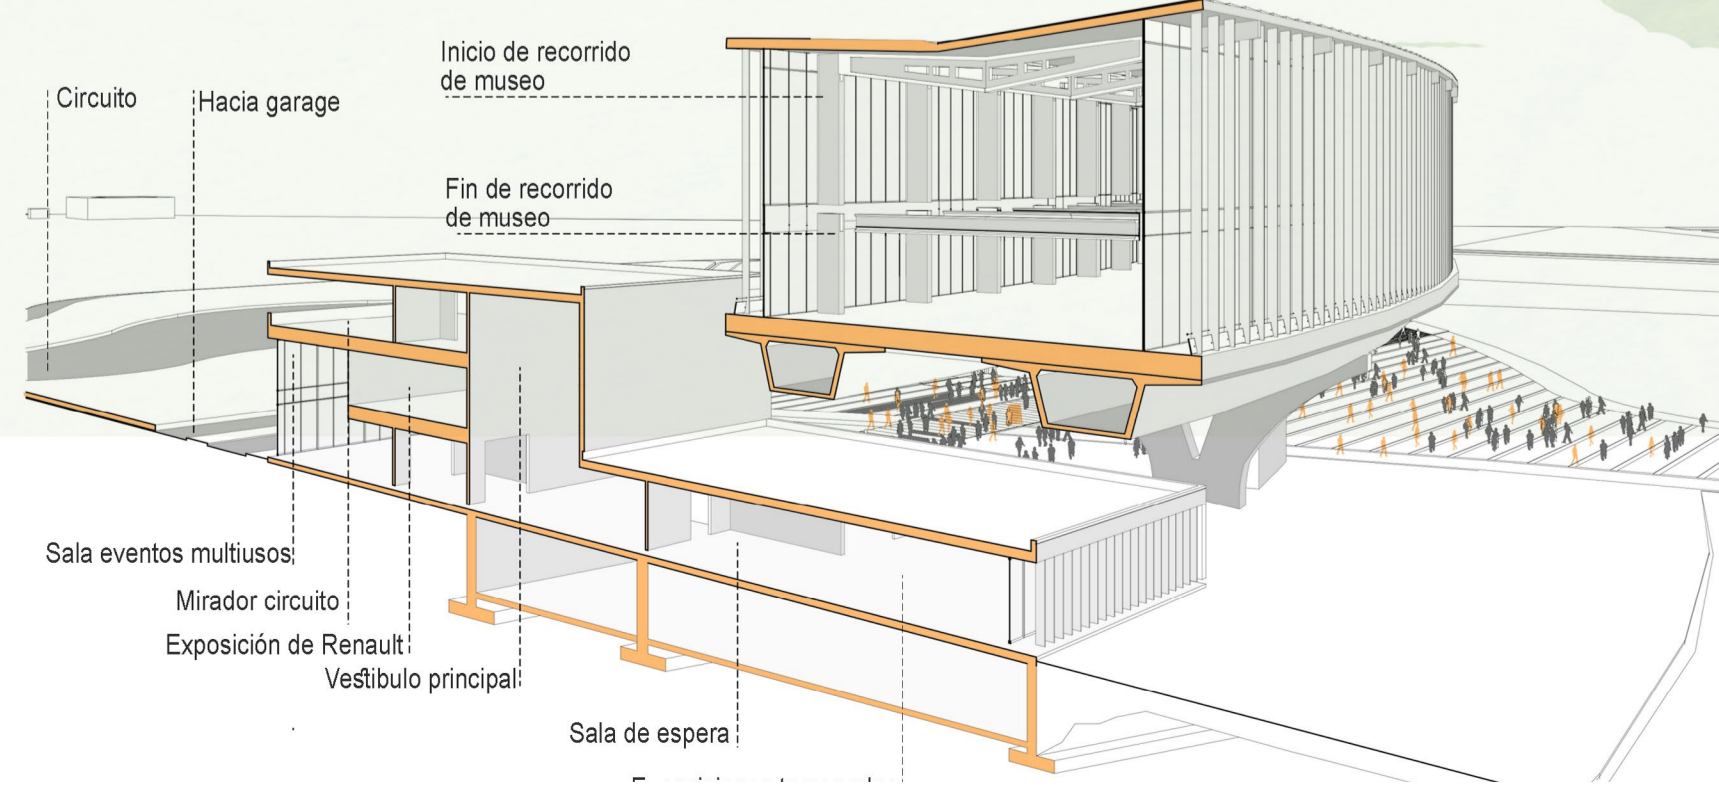 Inicio de recorrido
de museo
Circuito
Hacia garage
Fin de recorrido
de museo
Sala eventos multiusos
Mirador circuito
Exposición de Renault
Vestibulo principal
Sala de espera